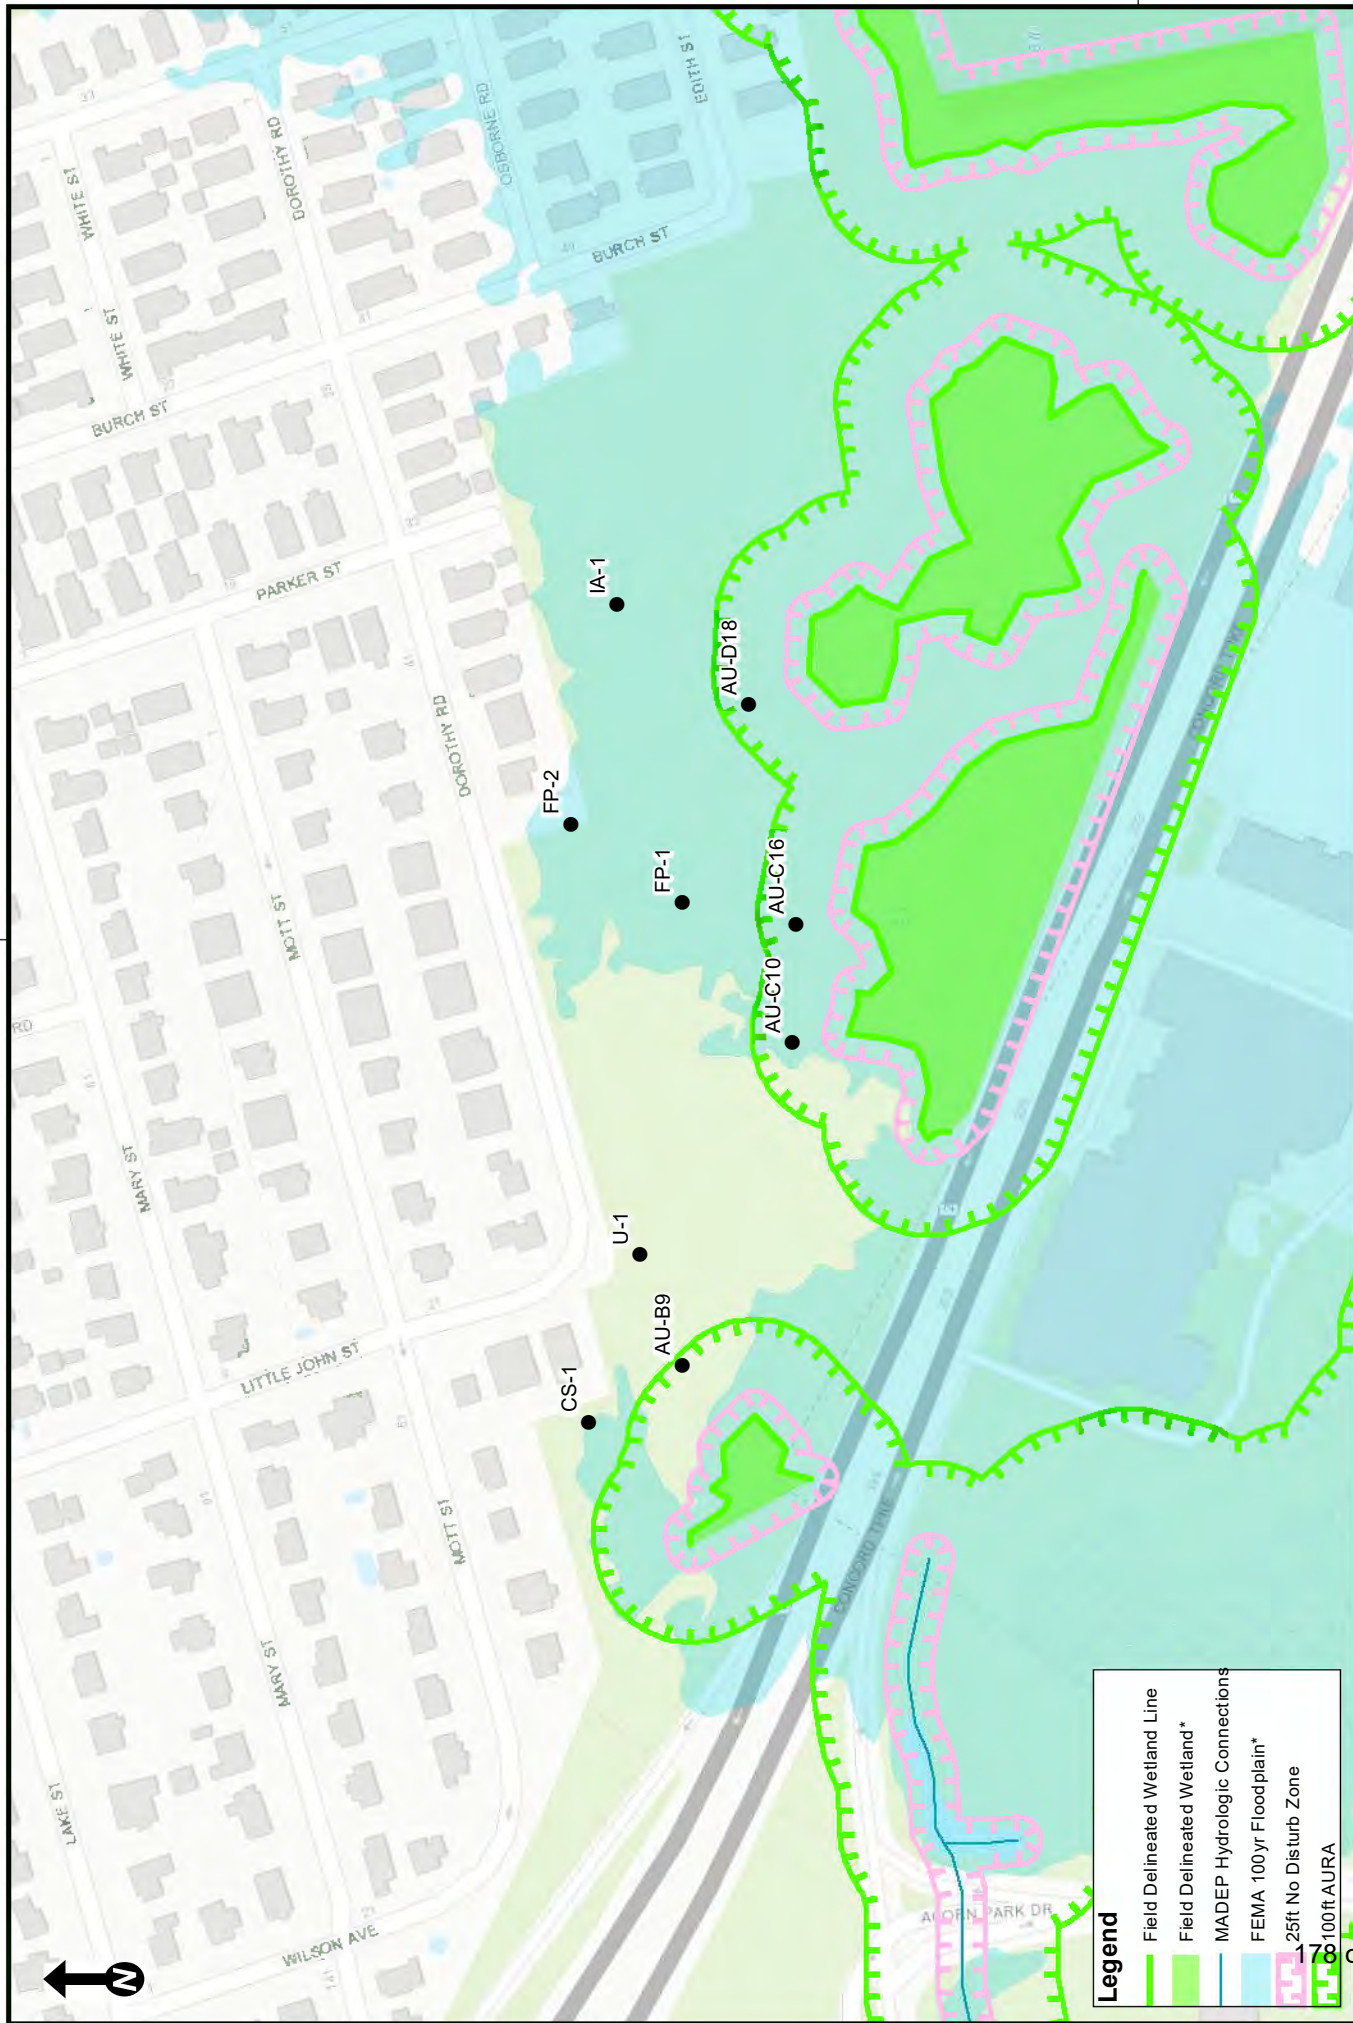 LAKE ST
WILSON AVE
MARY ST
MOTT ST
LITTLE JOHN ST
MARY ST
RD
MOTT ST
DOROTHY RD
PARKER ST
BURCH ST
WHITE ST
WHITE ST
DOROTHY RD
OSBORNE RD
EDITH ST
BURCH ST
CS-1
AU-B9
U-1
AU-C10
AU-C16
FP-1
FP-2
AU-D18
IA-1
CONCORD TPKE
CONCORD TPKE
ACORN PARK DR
N
Legend
Field Delineated Wetland Line
Field Delineated Wetland*
MADEP Hydrologic Connections
FEMA 100yr Floodplain*
25ft No Disturb Zone
100ft AURA
178 o